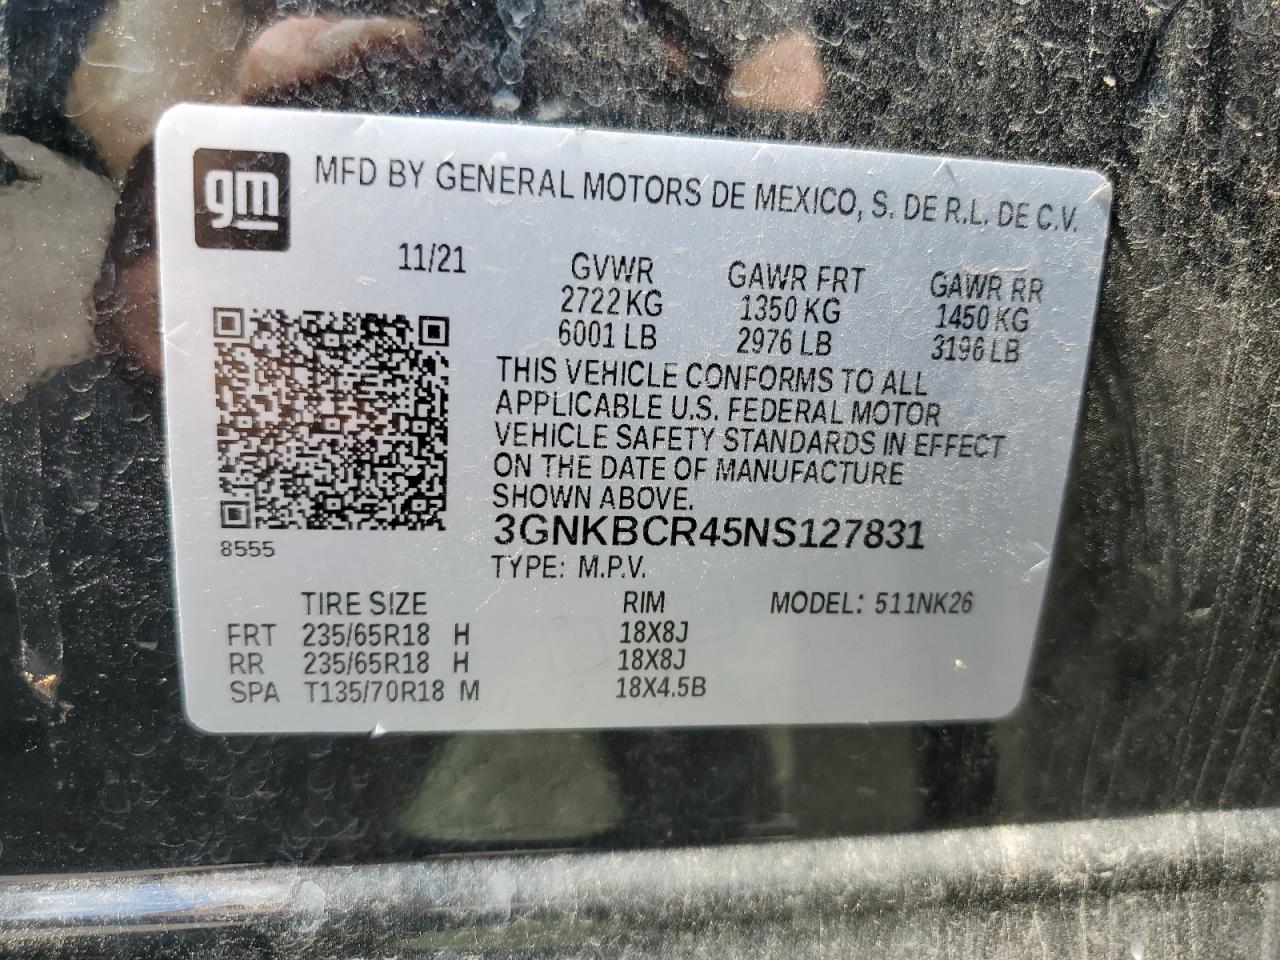 gm
MFD BY GENERAL MOTORS DE MEXICO, S. DE R.L. DE C.V.
11/21
GVWR GAWR FRT GAWR RR
2722 KG 1350 KG 1450 KG
6001 LB 2976 LB 3196 LB
THIS VEHICLE CONFORMS TO ALL
APPLICABLE U.S. FEDERAL MOTOR
VEHICLE SAFETY STANDARDS IN EFFECT
ON THE DATE OF MANUFACTURE
SHOWN ABOVE.
3GNKBCR45NS127831
8555
TYPE: M.P.V.
TIRE SIZE RIM MODEL: 511NK26
FRT 235/65R18 H 18X8J
RR 235/65R18 H 18X8J
SPA T135/70R18 M 18X4.5B